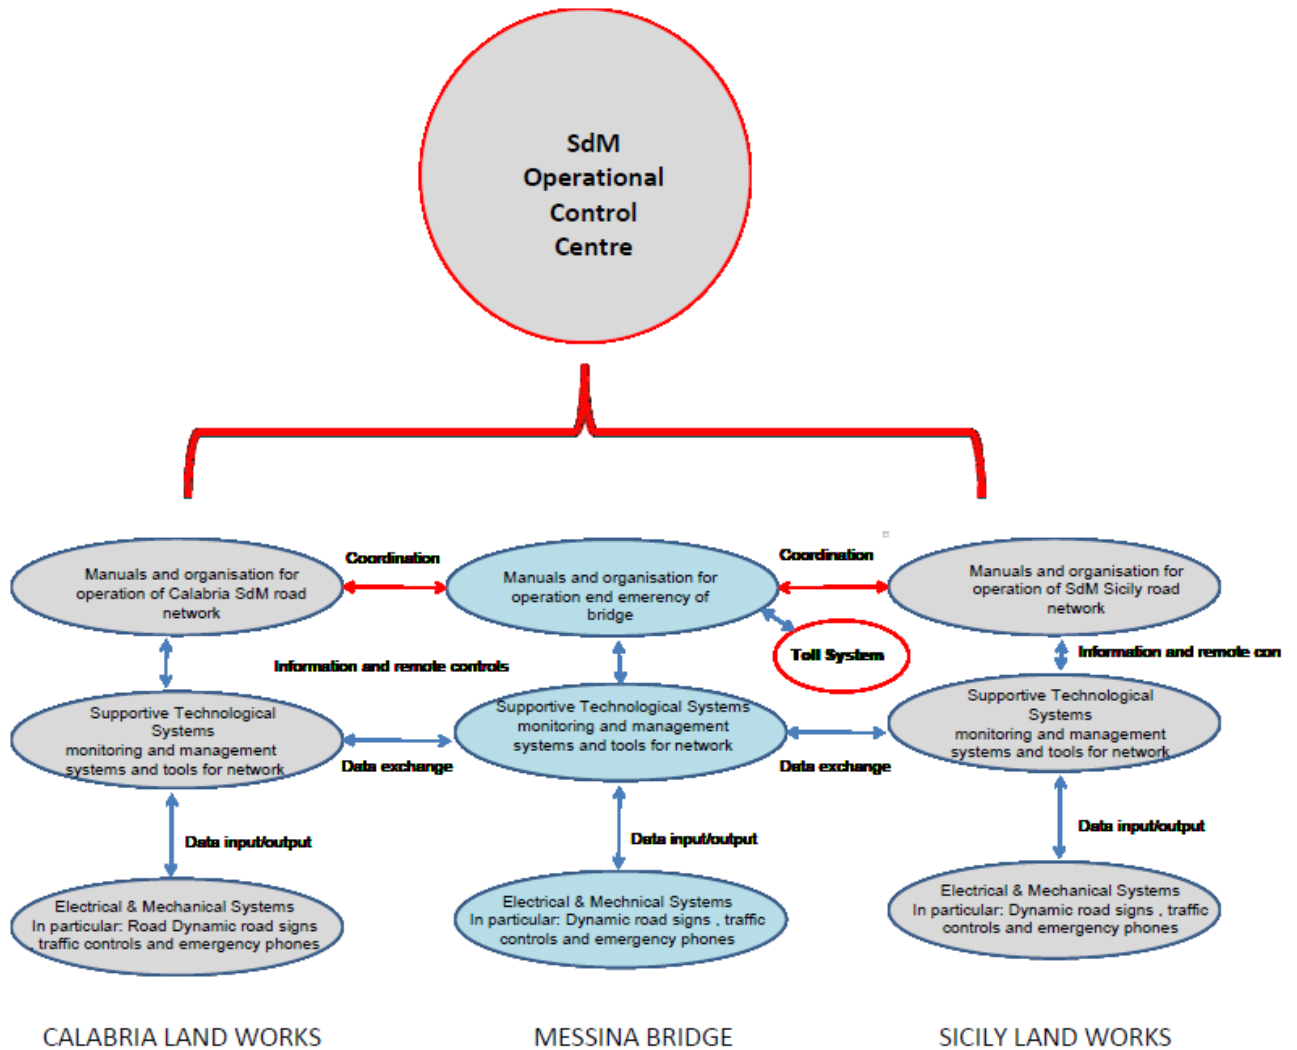 SdM
Operational
Control
Centre
Coordination
Coordination
Manuals and organisation for
operation of Calabria SdM road
network
Manuals and organisation for
operation end emerency of
bridge
Manuals and organisation for
operation of SdM Sicily road
network
Toll System
Information and remote controls
Information and remote con
Supportive Technological
Systems
monitoring and management
systems and tools for network
Supportive Technological Systems
monitoring and management
systems and tools for network
Supportive Technological
Systems
monitoring and management
systems and tools for network
Data exchange
Data exchange
Data input/output
Data input/output
Data input/output
Electrical & Mechanical Systems
In particular: Road Dynamic road signs
, traffic controls and emergency phones
Electrical & Mechnical Systems
In particular: Dynamic road signs , traffic
controls and emergency phones
Electrical & Mechnical Systems
In particular: Dynamic road signs , traffic
controls and emergency phones
CALABRIA LAND WORKS
MESSINA BRIDGE
SICILY LAND WORKS